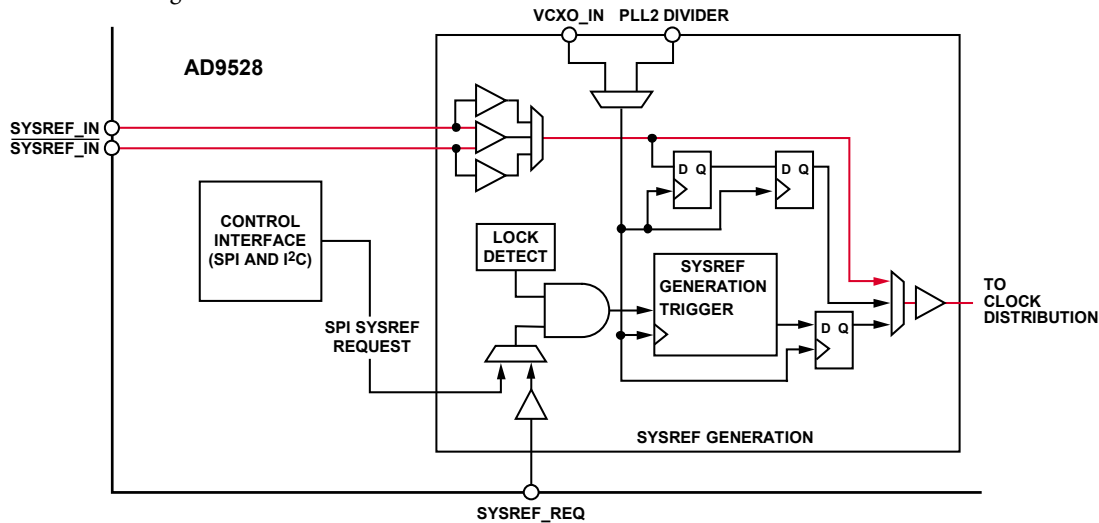 VCXO_IN PLL2 DIVIDER
AD9528
SYSREF_IN
SYSREF_IN
D Q
D Q
CONTROL
INTERFACE
(SPI AND I²C)
LOCK
DETECT
SYSREF
GENERATION
TRIGGER
TO
CLOCK
DISTRIBUTION
D Q
SPI SYSREF
REQUEST
SYSREF GENERATION
SYSREF_REQ